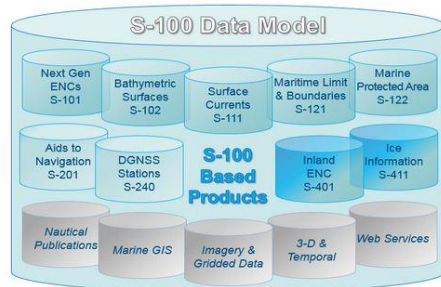 S-100 Data Model
Next Gen
ENCs
S-101
Bathymetric
Surfaces
S-102
Surface
Currents
S-111
Maritime Limit
& Boundaries
S-121
Marine
Protected Area
S-122
Aids to
Navigation
S-201
DGNSS
Stations
S-240
S-100
Based
Products
Inland
ENC
S-401
Ice
Information
S-411
Nautical
Publications
Marine GIS
Imagery &
Gridded Data
3-D &
Temporal
Web Services